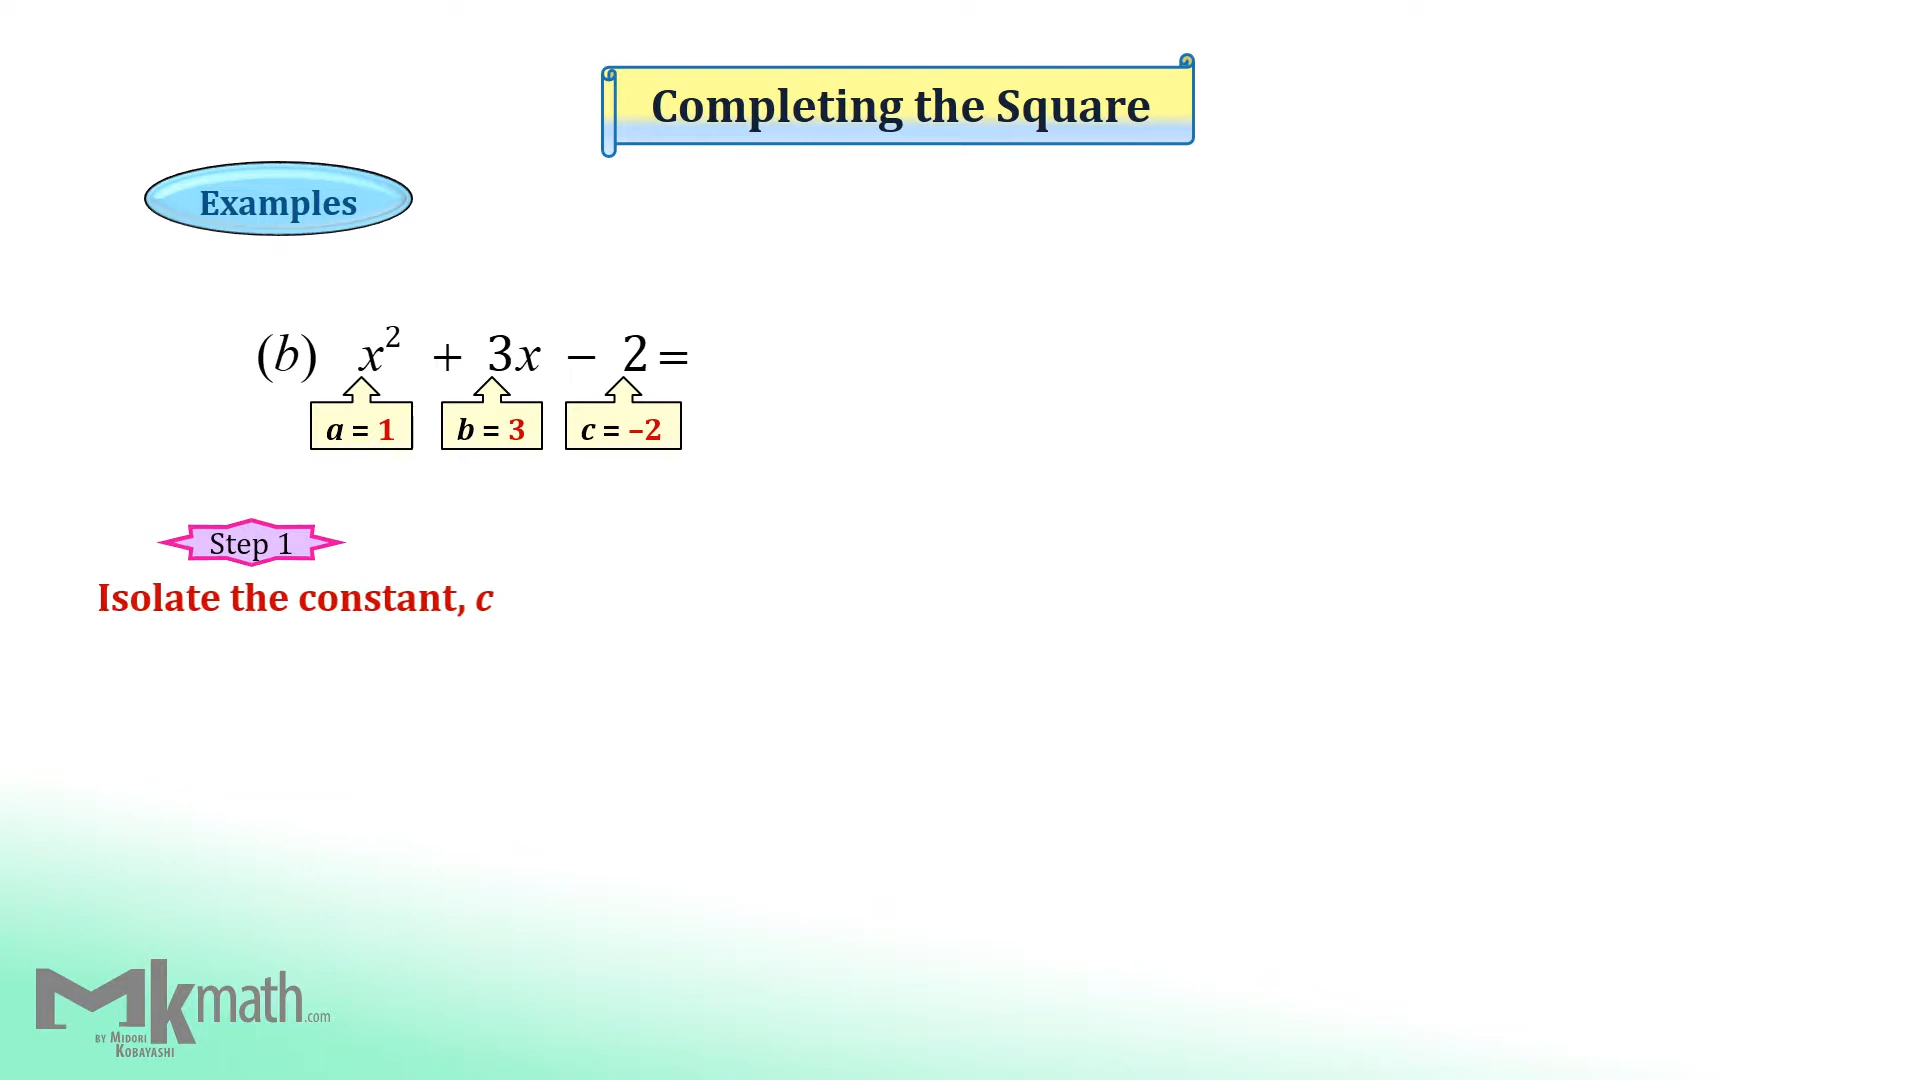 Completing the Square
Examples
(b) x² + 3x − 2 =
a = 1 b = 3 c = −2
Step 1
Isolate the constant, c
Mkmath.com
BY MIDORI
KOBAYASHI